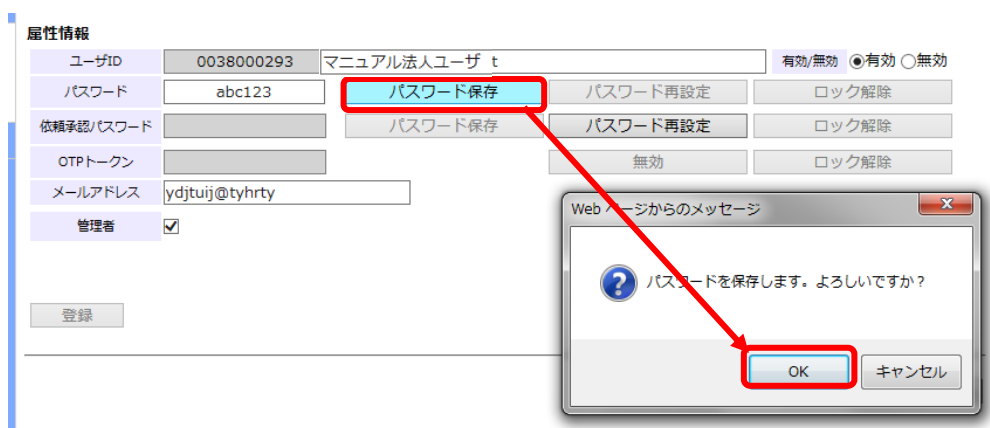 属性情報
ユーザID 0038000293 マニュアル法人ユーザ t 有効/無効 有効 無効
パスワード abc123 パスワード保存 パスワード再設定 ロック解除
依頼承認パスワード パスワード保存 パスワード再設定 ロック解除
OTPトークン 無効 ロック解除
メールアドレス ydjtuij@tyhrty
管理者
登録
Web ページからのメッセージ
パスワードを保存します。よろしいですか?
OK キャンセル